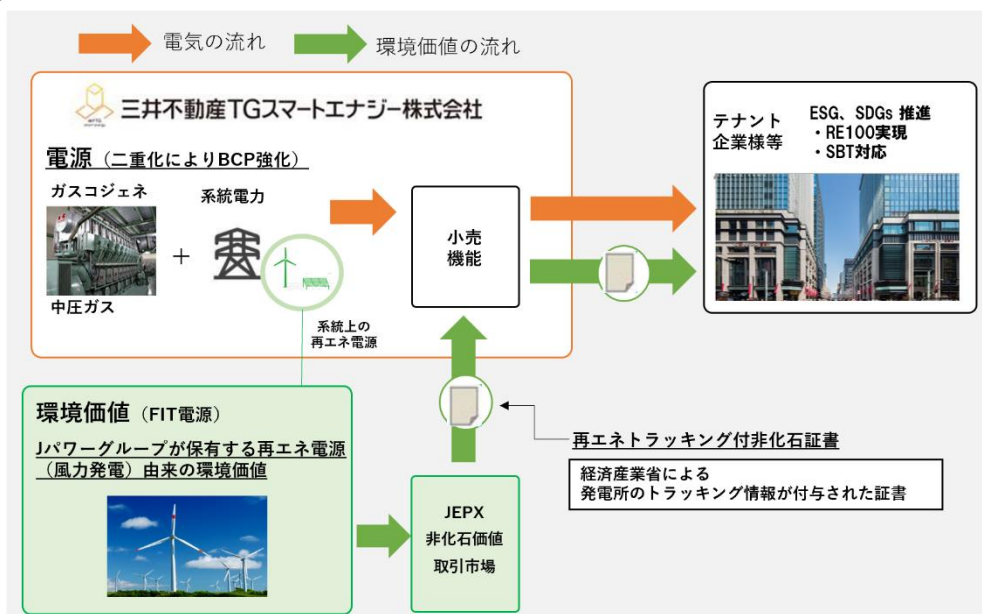 電気の流れ
環境価値の流れ
三井不動産TGスマートエナジー株式会社
電源（二重化によりBCP強化）
ガスコジェネ
系統電力
+
中圧ガス
系統上の
再エネ電源
小売
機能
テナント
企業様等
ESG、SDGs 推進
・RE100実現
・SBT対応
環境価値（FIT電源）
Jパワーグループが保有する再エネ電源
（風力発電）由来の環境価値
JEPX
非化石価値
取引市場
再エネトラッキング付非化石証書
経済産業省による
発電所のトラッキング情報が付与された証書